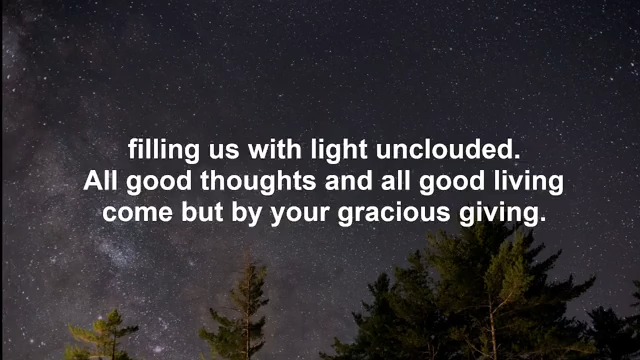 filling us with light unclouded.
All good thoughts and all good living
come but by your gracious giving.